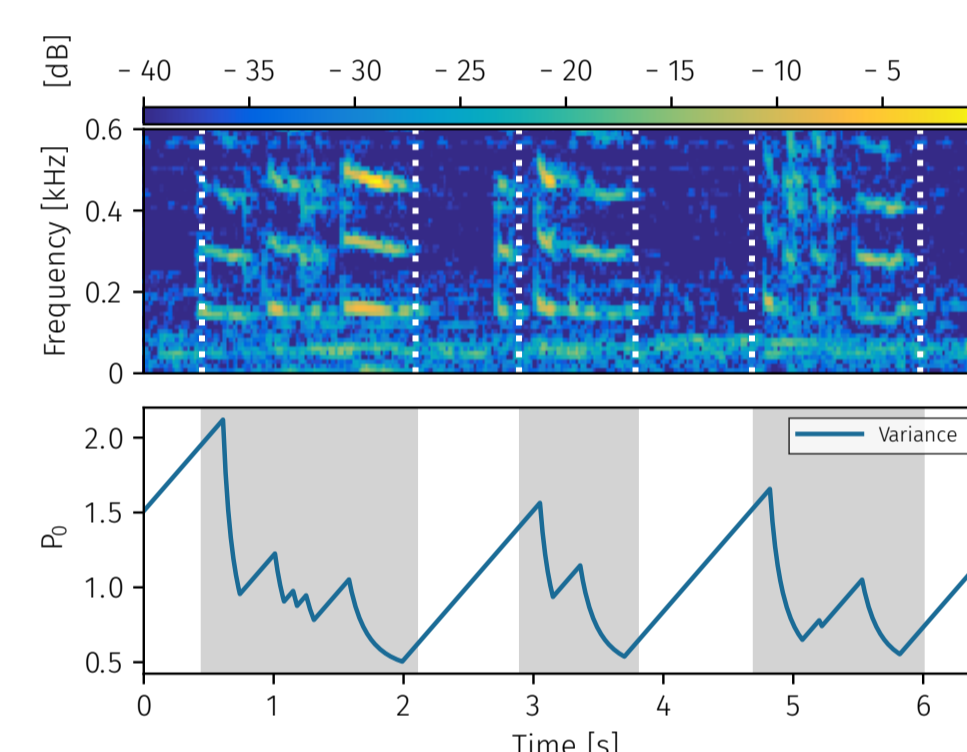 [dB]
– 40 – 35 – 30 – 25 – 20 – 15 – 10 – 5
Frequency [kHz]
0.6
0.4
0.2
0
P0
2.0
1.5
1.0
0.5
Variance
0 1 2 3 4 5 6
Time [s]